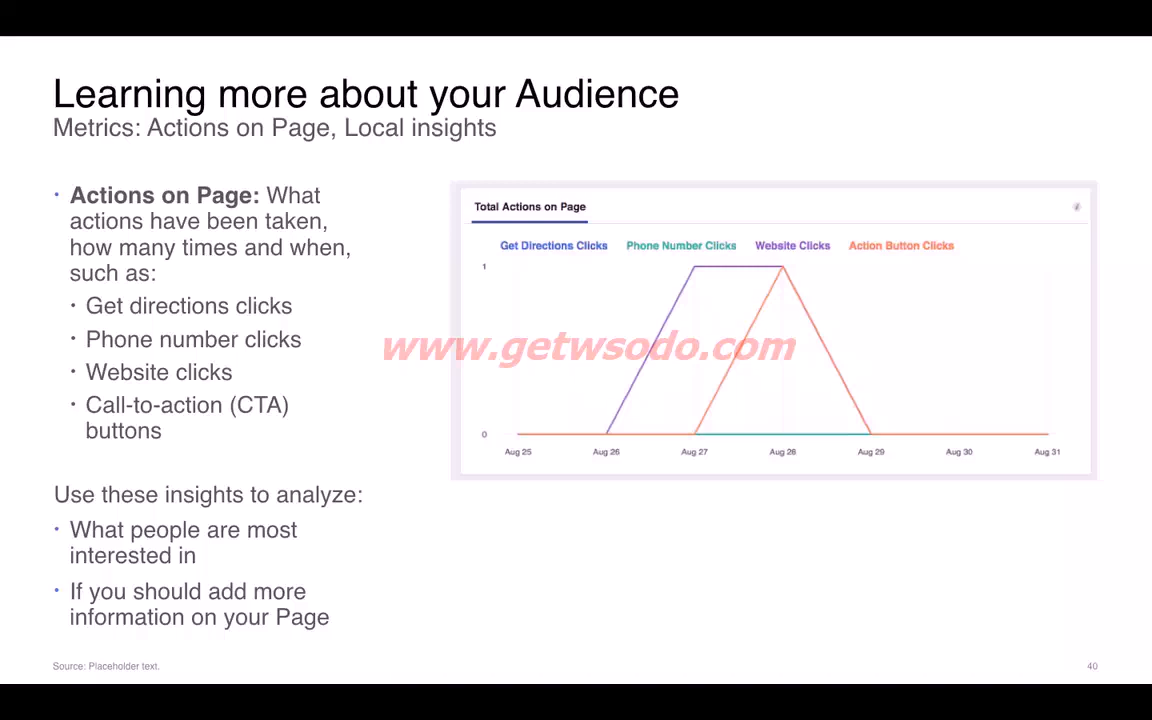 Learning more about your Audience
Metrics: Actions on Page, Local insights
· Actions on Page: What
actions have been taken,
how many times and when,
such as:
· Get directions clicks
· Phone number clicks
· Website clicks
· Call-to-action (CTA)
buttons
Use these insights to analyze:
· What people are most
interested in
· If you should add more
information on your Page
Total Actions on Page
i
Get Directions Clicks Phone Number Clicks Website Clicks Action Button Clicks
1
0
Aug 25 Aug 26 Aug 27 Aug 28 Aug 29 Aug 30 Aug 31
www.getwsodo.com
Source: Placeholder text.
40